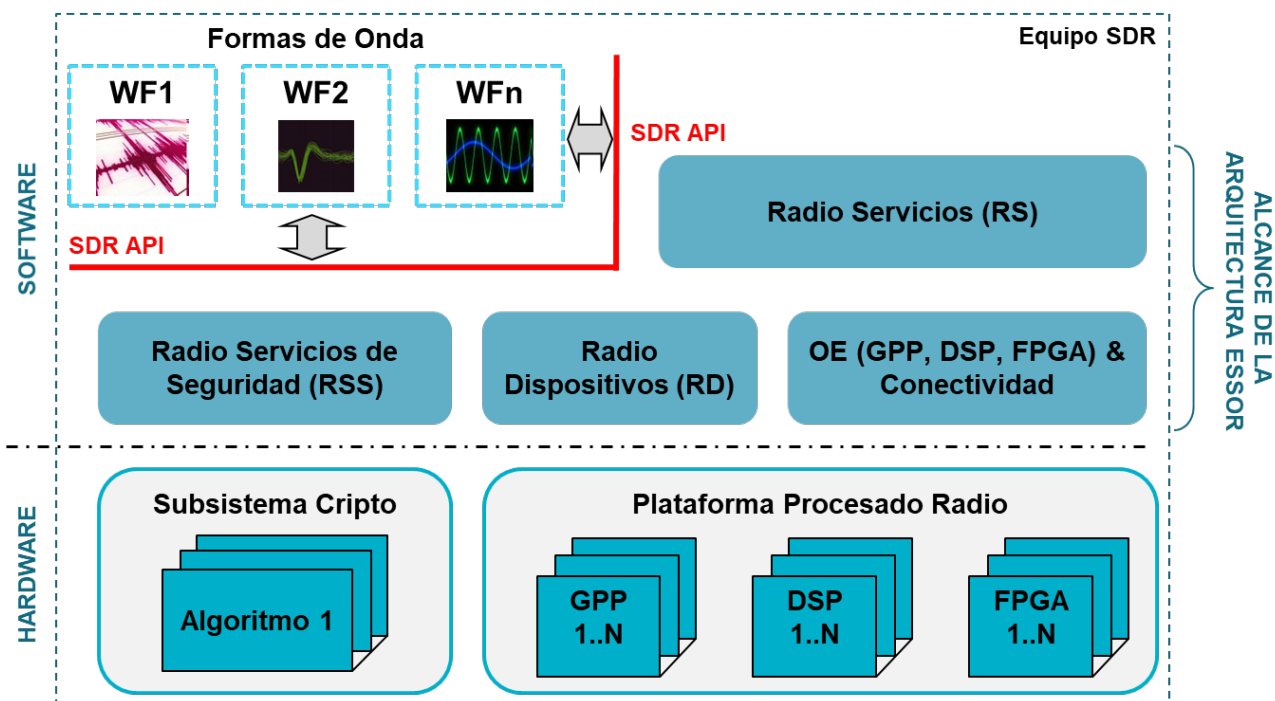 Formas de Onda
Equipo SDR
WF1
WF2
WFn
SDR API
SDR API
Radio Servicios (RS)
SOFTWARE
ALCANCE DE LA
ARQUITECTURA ESSOR
Radio Servicios de
Seguridad (RSS)
Radio
Dispositivos (RD)
OE (GPP, DSP, FPGA) &
Conectividad
HARDWARE
Subsistema Cripto
Algoritmo 1
Plataforma Procesado Radio
GPP
1..N
DSP
1..N
FPGA
1..N